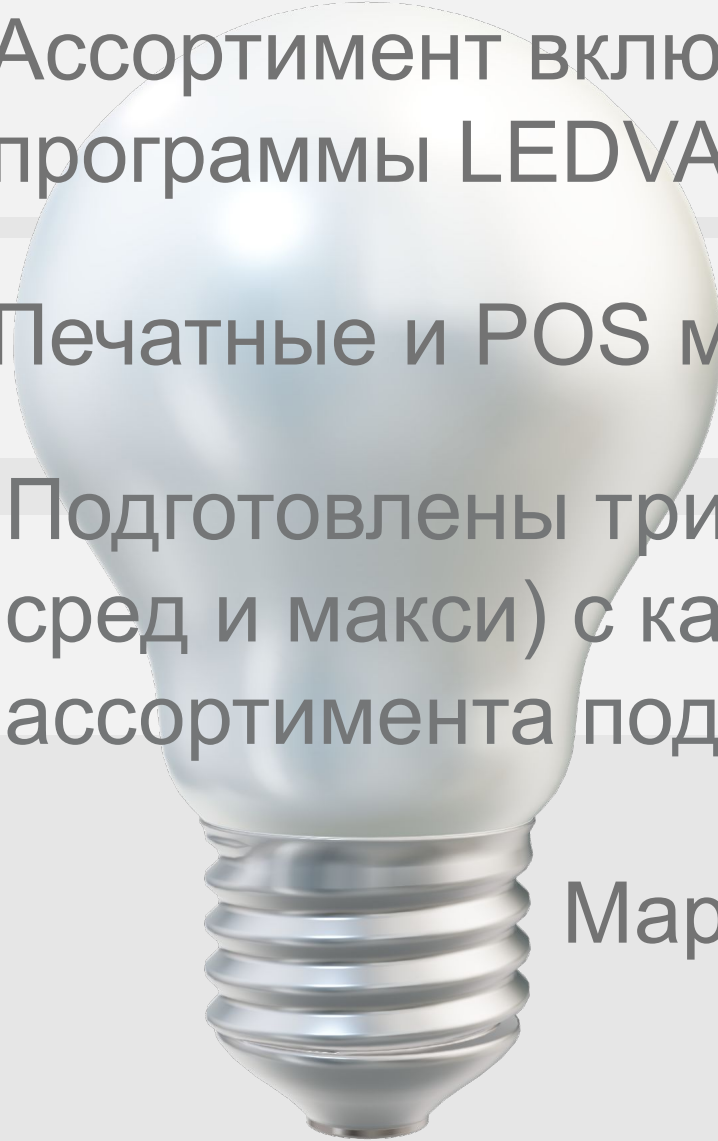 Ассортимент вклю
программы LEDVA
Печатные и POS м
Подготовлены три
сред и макси) с ка
ассортимента под
Мар